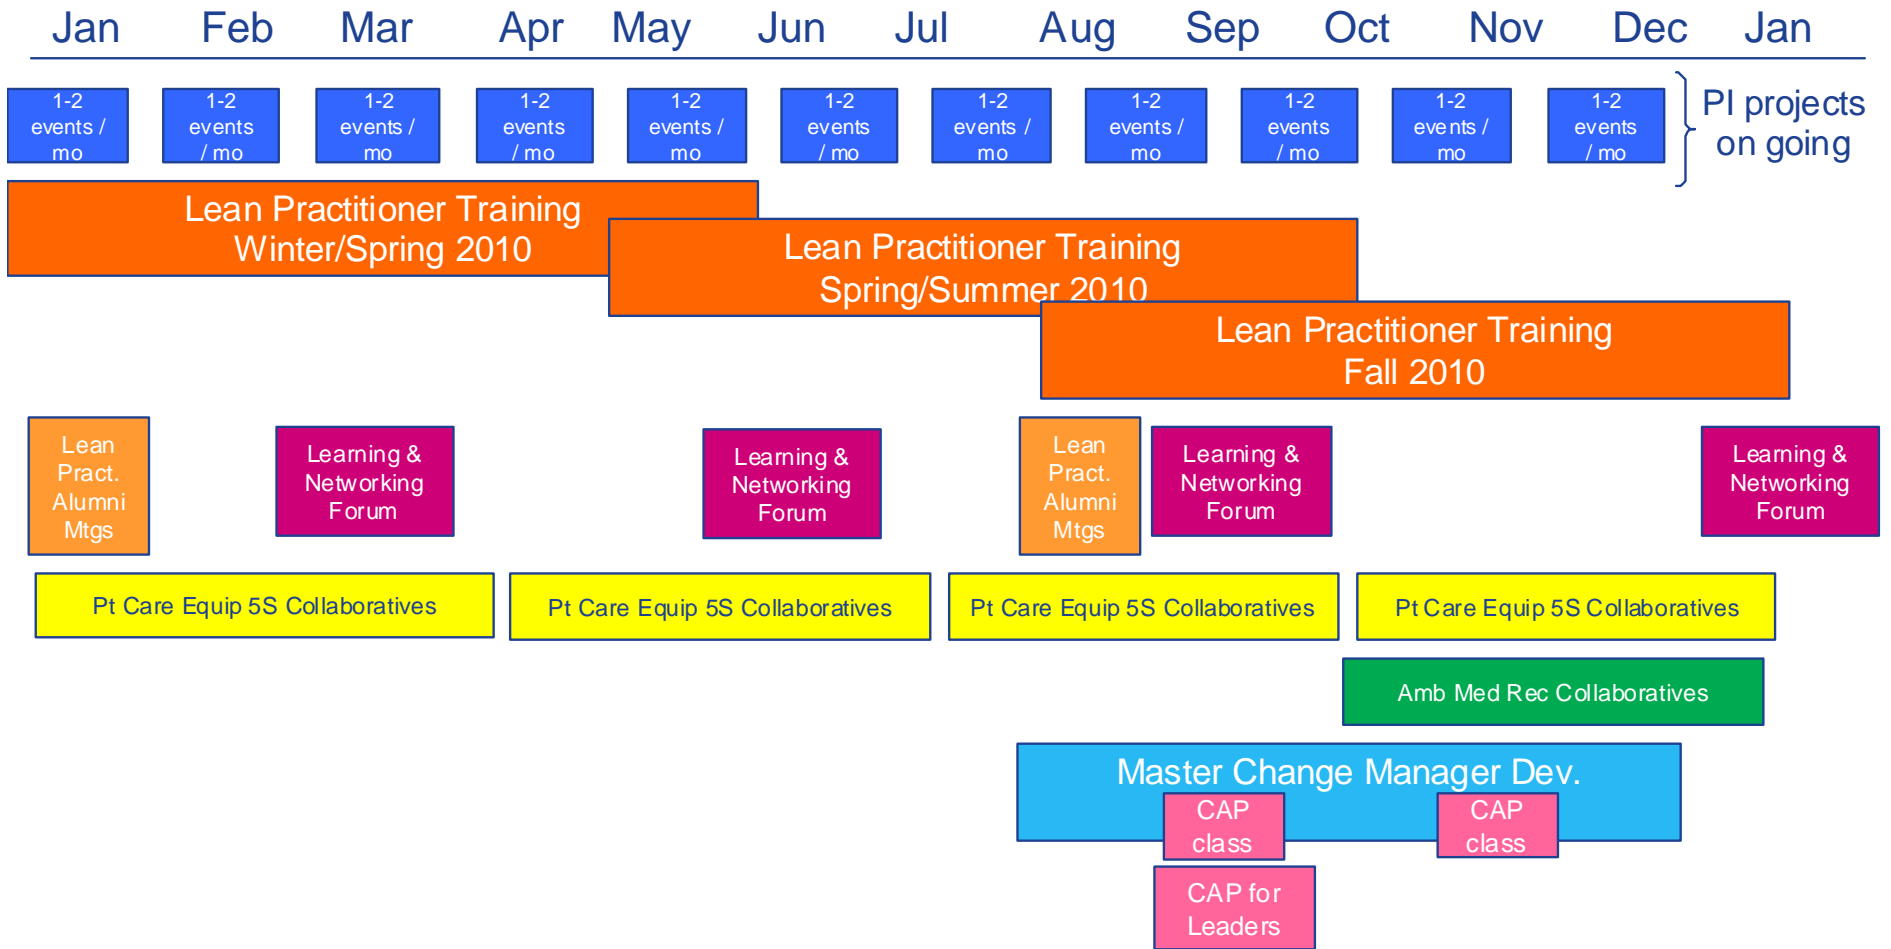 Jan Feb Mar Apr May Jun Jul Aug Sep Oct Nov Dec Jan
1-2
events /
mo
1-2
events
/ mo
1-2
events /
mo
1-2
events
/ mo
1-2
events /
mo
1-2
events
/ mo
1-2
events /
mo
1-2
events /
mo
1-2
events
/ mo
1-2
events /
mo
1-2
events
/ mo
PI projects
on going
Lean Practitioner Training
Winter/Spring 2010
Lean Practitioner Training
Spring/Summer 2010
Lean Practitioner Training
Fall 2010
Lean
Pract.
Alumni
Mtgs
Learning &
Networking
Forum
Learning &
Networking
Forum
Lean
Pract.
Alumni
Mtgs
Learning &
Networking
Forum
Learning &
Networking
Forum
Pt Care Equip 5S Collaboratives
Pt Care Equip 5S Collaboratives
Pt Care Equip 5S Collaboratives
Pt Care Equip 5S Collaboratives
Amb Med Rec Collaboratives
Master Change Manager Dev.
CAP
class
CAP
class
CAP for
Leaders